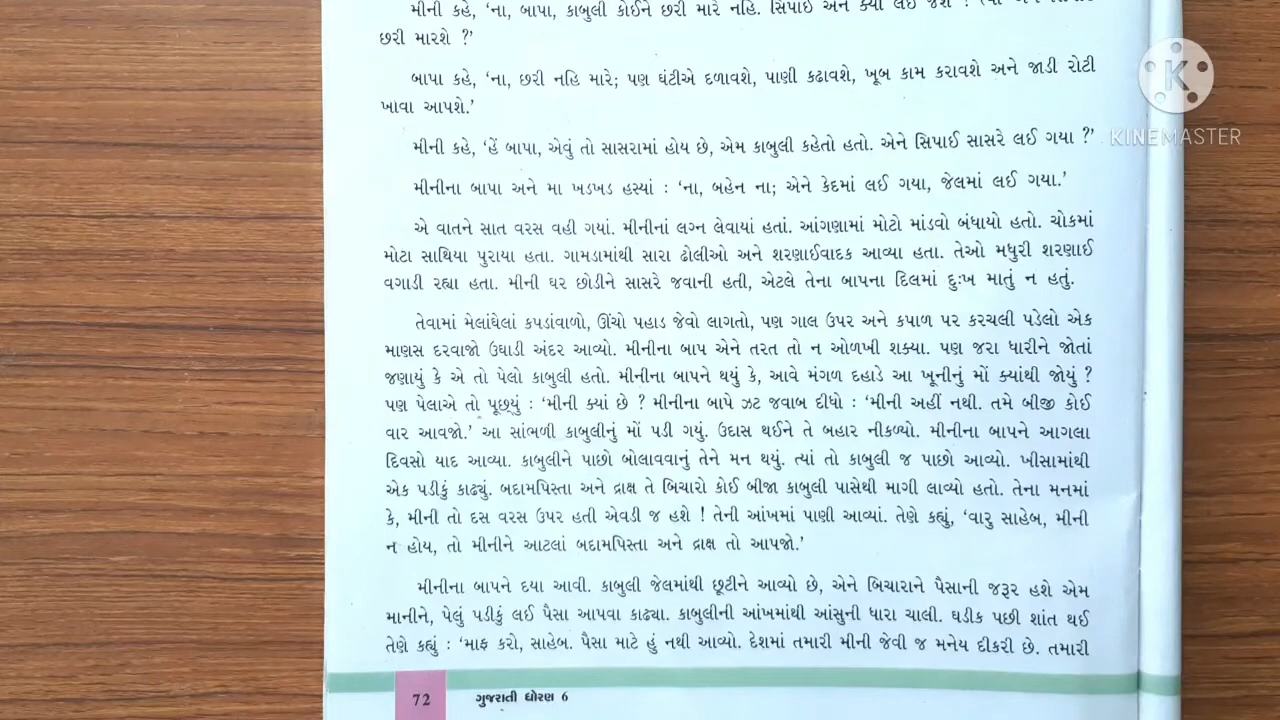 મીની કહે, ‘ના, બાપા, કાબુલી કોઈને છરી મારે નહિ. સિપાઈ એને ક્યાં લઈ જશે ?
છરી મારશે ?’
બાપા કહે, ‘ના, છરી નહિ મારે; પણ ઘંટીએ દળાવશે, પાણી કઢાવશે, ખૂબ કામ કરાવશે અને જાડી રોટી
ખાવા આપશે.’
મીની કહે, ‘હેં બાપા, એવું તો સાસરામાં હોય છે, એમ કાબુલી કહેતો હતો. એને સિપાઈ સાસરે લઈ ગયા ?’
મીનીના બાપા અને મા ખડખડ હસ્યાં : ‘ના, બહેન ના; એને કેદમાં લઈ ગયા, જેલમાં લઈ ગયા.’
એ વાતને સાત વરસ વહી ગયાં. મીનીનાં લગ્ન લેવાયાં હતાં. આંગણામાં મોટો માંડવો બંધાયો હતો. ચોકમાં
મોટા સાથિયા પુરાયા હતા. ગામડામાંથી સારા ઢોલીઓ અને શરણાઈવાદક આવ્યા હતા. તેઓ મધુરી શરણાઈ
વગાડી રહ્યા હતા. મીની ઘર છોડીને સાસરે જવાની હતી, એટલે તેના બાપના દિલમાં દુઃખ માતું ન હતું.
તેવામાં મેલાંઘેલાં કપડાંવાળો, ઊંચો પહાડ જેવો લાગતો, પણ ગાલ ઉપર અને કપાળ પર કરચલી પડેલો એક
માણસ દરવાજો ઉઘાડી અંદર આવ્યો. મીનીના બાપ એને તરત તો ન ઓળખી શક્યા. પણ જરા ધારીને જોતાં
જણાયું કે એ તો પેલો કાબુલી હતો. મીનીના બાપને થયું કે, આવે મંગળ દહાડે આ ખૂનીનું મોં ક્યાંથી જોયું ?
પણ પેલાએ તો પૂછ્યું : ‘મીની ક્યાં છે ? મીનીના બાપે ઝટ જવાબ દીધો : ‘મીની અહીં નથી. તમે બીજી કોઈ
વાર આવજો.’ આ સાંભળી કાબુલીનું મોં પડી ગયું. ઉદાસ થઈને તે બહાર નીકળ્યો. મીનીના બાપને આગલા
દિવસો યાદ આવ્યા. કાબુલીને પાછો બોલાવવાનું તેને મન થયું. ત્યાં તો કાબુલી જ પાછો આવ્યો. ખીસામાંથી
એક પડીકું કાઢ્યું. બદામપિસ્તા અને દ્રાક્ષ તે બિચારો કોઈ બીજા કાબુલી પાસેથી માગી લાવ્યો હતો. તેના મનમાં
કે, મીની તો દસ વરસ ઉપર હતી એવડી જ હશે ! તેની આંખમાં પાણી આવ્યાં. તેણે કહ્યું, ‘વારુ સાહેબ, મીની
ન હોય, તો મીનીને આટલાં બદામપિસ્તા અને દ્રાક્ષ તો આપજો.’
મીનીના બાપને દયા આવી. કાબુલી જેલમાંથી છૂટીને આવ્યો છે, એને બિચારાને પૈસાની જરૂર હશે એમ
માનીને, પેલું પડીકું લઈ પૈસા આપવા કાઢ્યા. કાબુલીની આંખમાંથી આંસુની ધારા ચાલી. ઘડીક પછી શાંત થઈ
તેણે કહ્યું : ‘માફ કરો, સાહેબ. પૈસા માટે હું નથી આવ્યો. દેશમાં તમારી મીની જેવી જ મનેય દીકરી છે. તમારી
72 ગુજરાતી ધોરણ 6
K
KINEMASTER